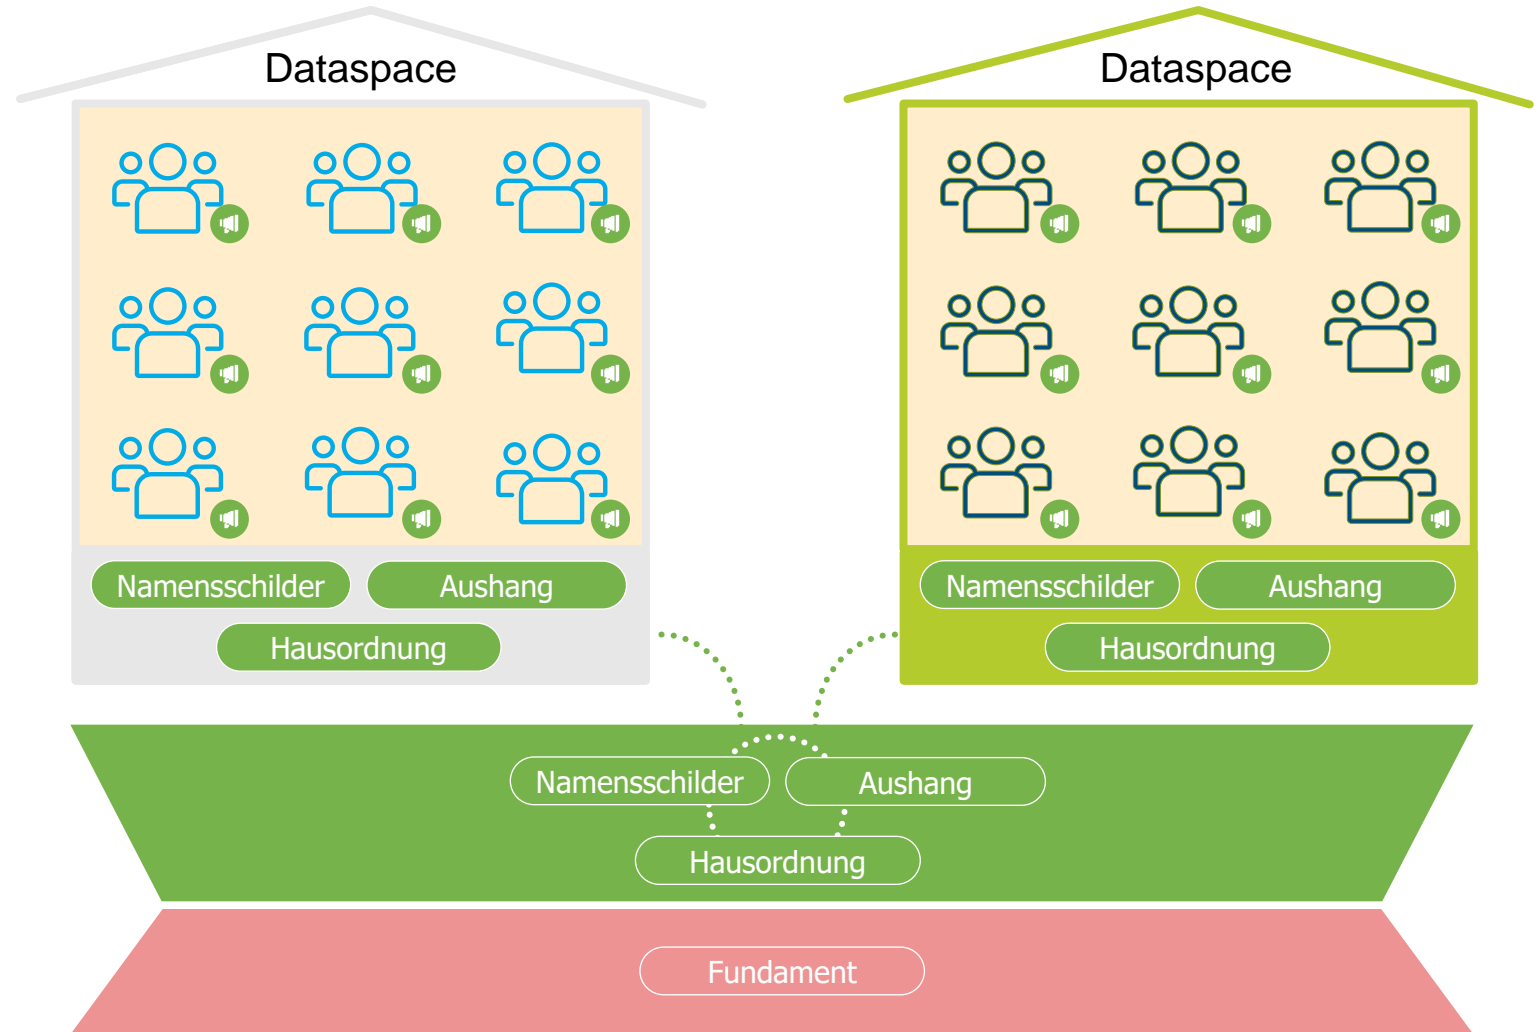 Dataspace
Dataspace
Namensschilder
Aushang
Hausordnung
Namensschilder
Aushang
Hausordnung
Namensschilder
Aushang
Hausordnung
Fundament